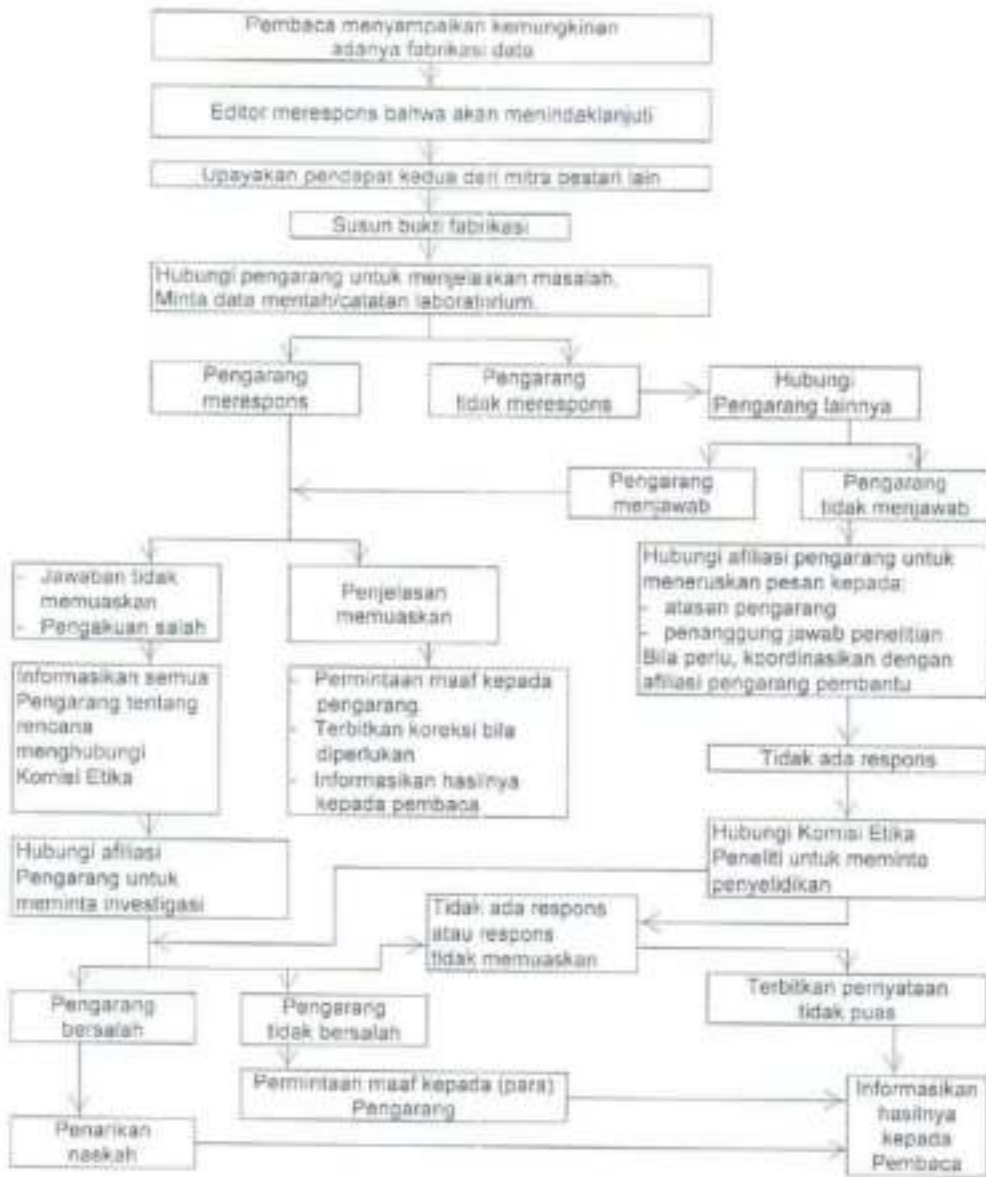 Pembaca menyampaikan kemungkinan
adanya fabrikasi data
Editor merespons bahwa akan menindaklanjuti
Upayakan pendapat kedua dari mitra bestari lain
Susun bukti fabrikasi
Hubungi pengarang untuk menjelaskan masalah.
Minta data mentah/catatan laboratorium.
Pengarang
merespons
Pengarang
tidak merespons
Hubungi
Pengarang lainnya
Pengarang
menjawab
Pengarang
tidak menjawab
- Jawaban tidak
memuaskan
- Pengakuan salah
Penjelasan
memuaskan
Hubungi afiliasi pengarang untuk
meneruskan pesan kepada:
- atasan pengarang
- penanggung jawab penelitian
Bila perlu, koordinasikan dengan
afiliasi pengarang pembantu
Informasikan semua
Pengarang tentang
rencana
menghubungi
Komisi Etika
- Permintaan maaf kepada
pengarang.
- Terbitkan koreksi bila
diperlukan
- Informasikan hasilnya
kepada pembaca
Tidak ada respons
Hubungi afiliasi
Pengarang untuk
meminta investigasi
Hubungi Komisi Etika
Peneliti untuk meminta
penyelidikan
Tidak ada respons
atau respons
tidak memuaskan
Pengarang
bersalah
Pengarang
tidak bersalah
Terbitkan pernyataan
tidak puas
Permintaan maaf kepada (para)
Pengarang
Penarikan
naskah
Informasikan
hasilnya
kepada
Pembaca